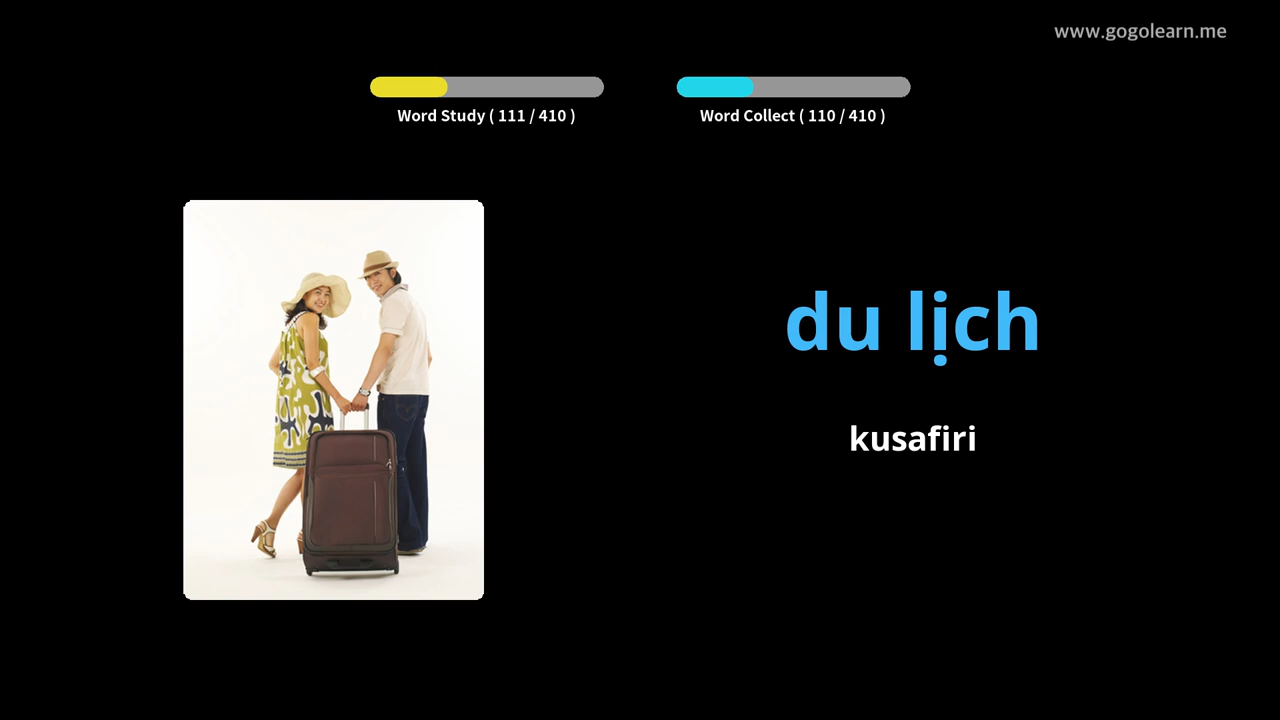 www.gogolearn.me
Word Study ( 111 / 410 )
Word Collect ( 110 / 410 )
du lịch
kusafiri